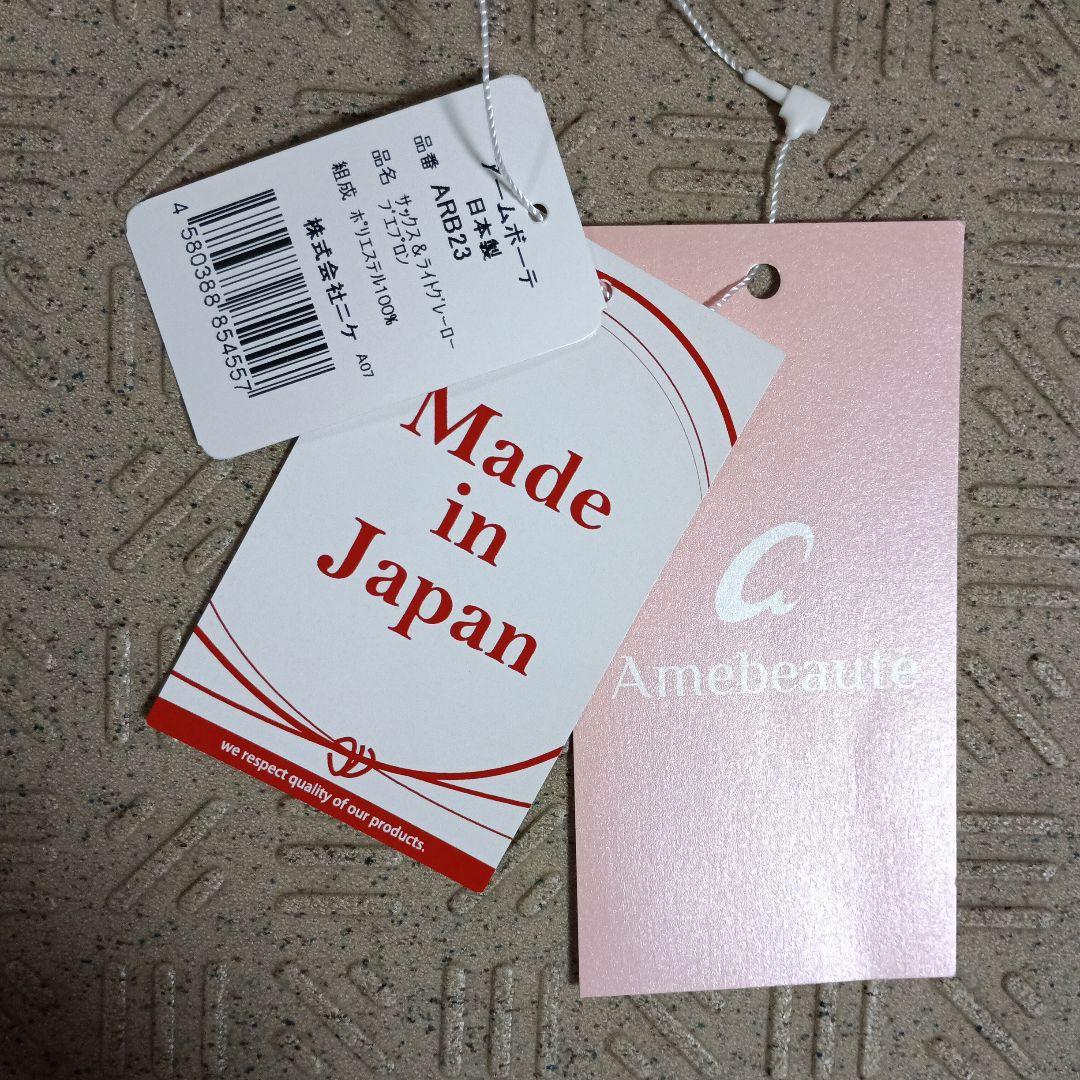 アームボーテ
日本製
品番 ARB23
品名 サックス&ライトグレーロー
フエプロン
組成 ポリエステル100%
株式会社ニケ A07
4 580388 854557
Made
in
Japan
we respect quality of our products.
a
Amebeauté